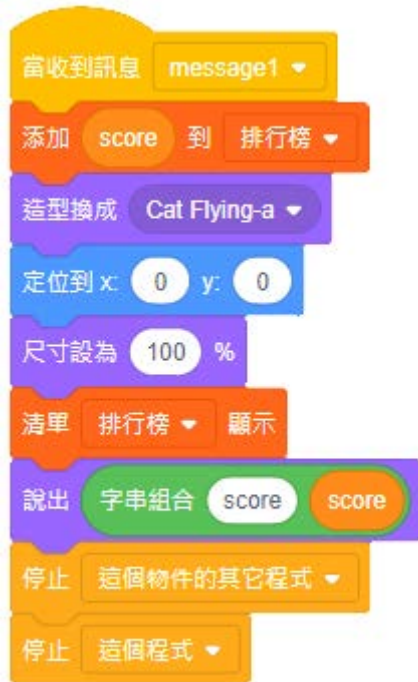 當收到訊息 message1
添加 score 到 排行榜
造型換成 Cat Flying-a
定位到 x: 0 y: 0
尺寸設為 100 %
清單 排行榜 顯示
說出 字串組合 score score
停止 這個物件的其它程式
停止 這個程式